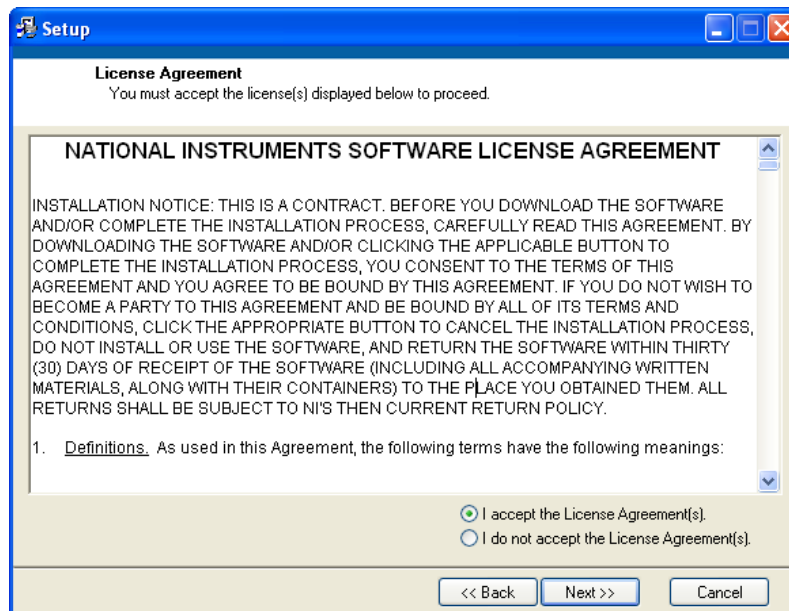 Setup
License Agreement
You must accept the license(s) displayed below to proceed.
NATIONAL INSTRUMENTS SOFTWARE LICENSE AGREEMENT
INSTALLATION NOTICE: THIS IS A CONTRACT. BEFORE YOU DOWNLOAD THE SOFTWARE
AND/OR COMPLETE THE INSTALLATION PROCESS, CAREFULLY READ THIS AGREEMENT. BY
DOWNLOADING THE SOFTWARE AND/OR CLICKING THE APPLICABLE BUTTON TO
COMPLETE THE INSTALLATION PROCESS, YOU CONSENT TO THE TERMS OF THIS
AGREEMENT AND YOU AGREE TO BE BOUND BY THIS AGREEMENT. IF YOU DO NOT WISH TO
BECOME A PARTY TO THIS AGREEMENT AND BE BOUND BY ALL OF ITS TERMS AND
CONDITIONS, CLICK THE APPROPRIATE BUTTON TO CANCEL THE INSTALLATION PROCESS,
DO NOT INSTALL OR USE THE SOFTWARE, AND RETURN THE SOFTWARE WITHIN THIRTY
(30) DAYS OF RECEIPT OF THE SOFTWARE (INCLUDING ALL ACCOMPANYING WRITTEN
MATERIALS, ALONG WITH THEIR CONTAINERS) TO THE PLACE YOU OBTAINED THEM. ALL
RETURNS SHALL BE SUBJECT TO NI'S THEN CURRENT RETURN POLICY.
1. Definitions. As used in this Agreement, the following terms have the following meanings:
I accept the License Agreement(s).
I do not accept the License Agreement(s).
<< Back Next >> Cancel